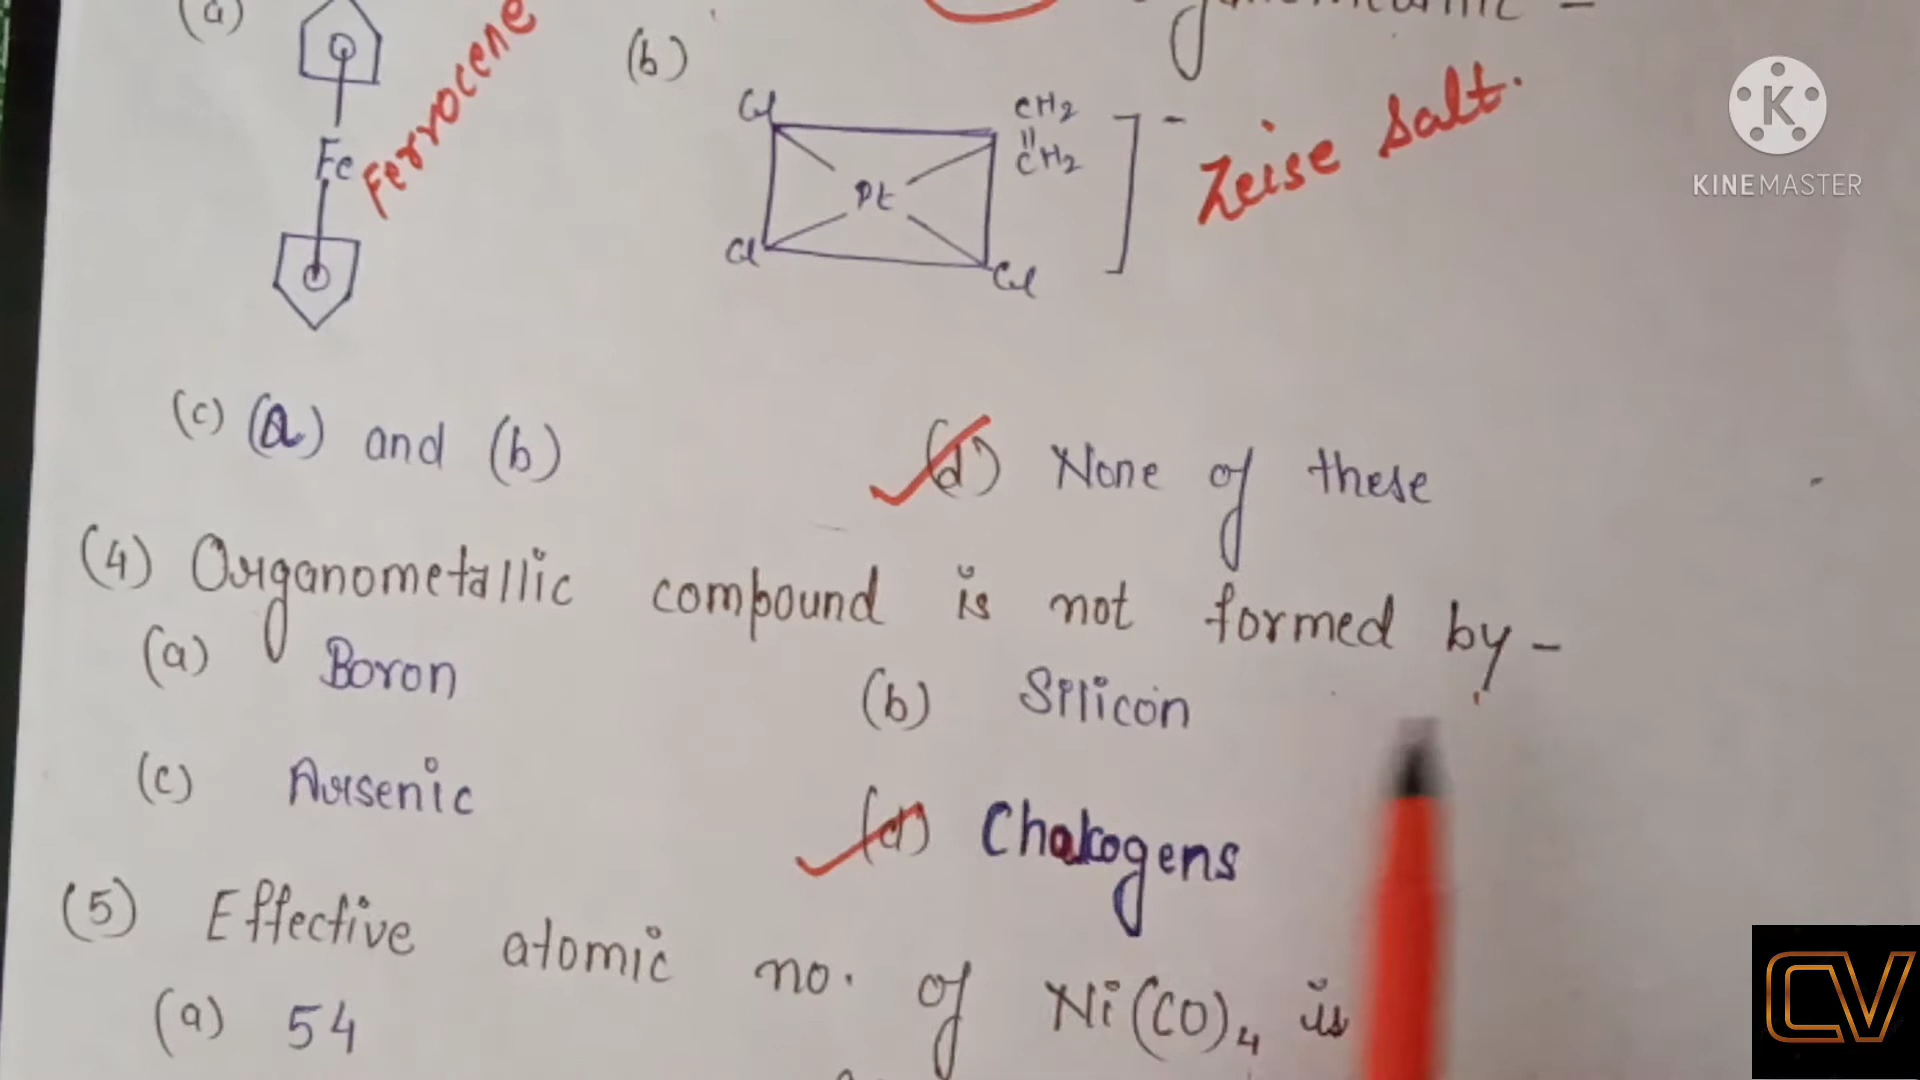 (a)
Fe
Ferrocene
(b)
Cl
CH2
||
CH2
]-
Pt
Cl
Cl
Zeise Salt.
KINEMASTER
(c) (a) and (b)
(d) None of these
(4) Organometallic compound is not formed by -
(a) Boron
(b) Silicon
(c) Arsenic
(d) Chalcogens
(5) Effective atomic no. of Ni(CO)4 is
(a) 54
CV